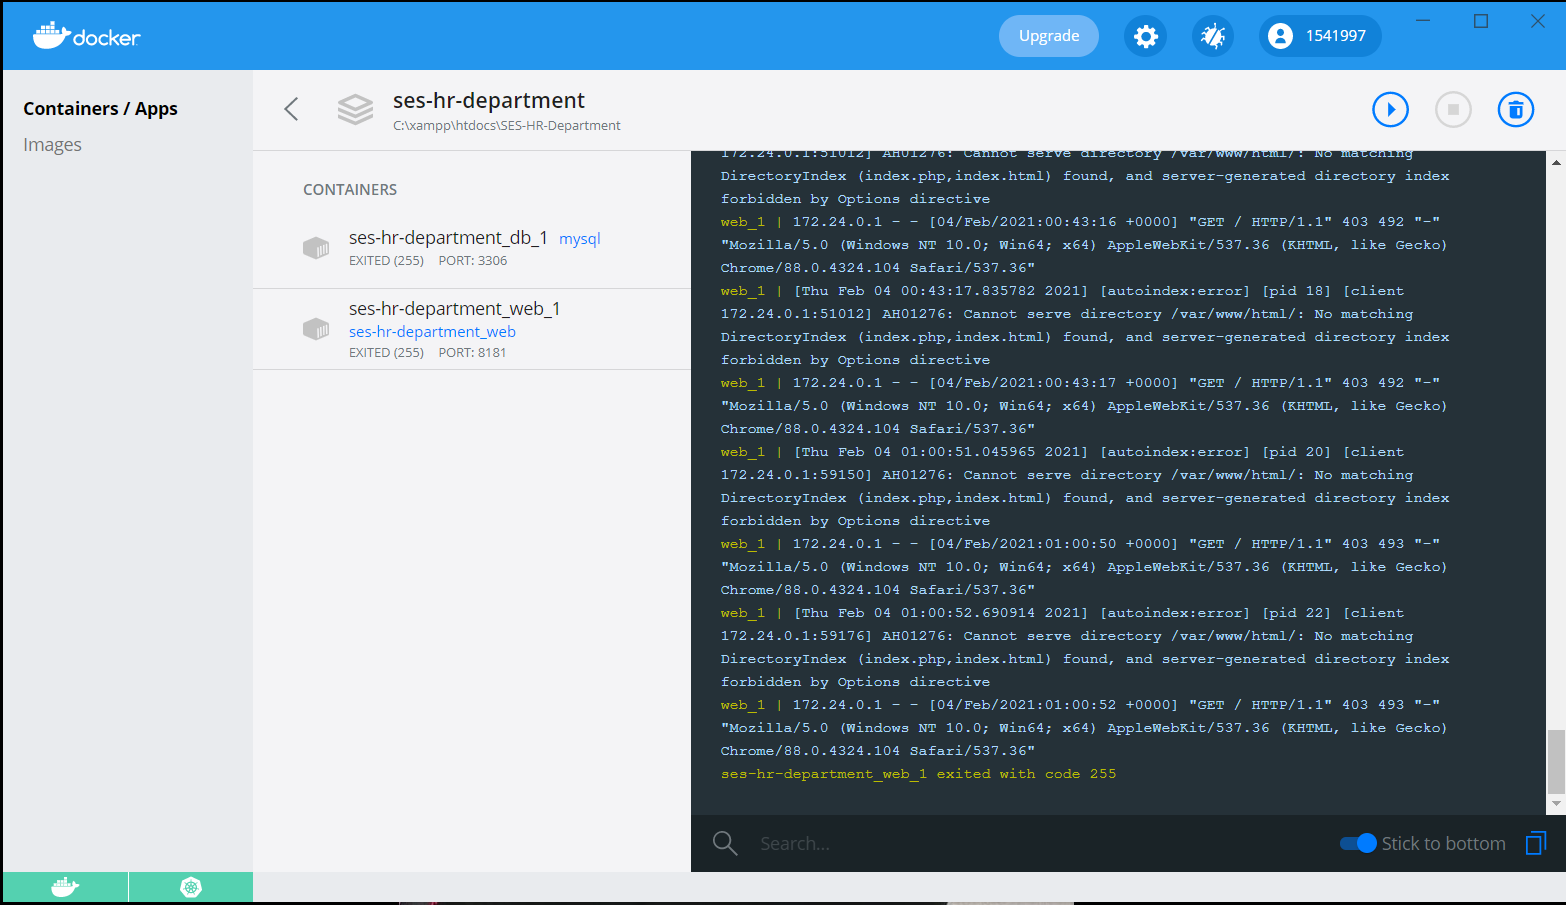 docker
Upgrade
1541997
Containers / Apps
Images
ses-hr-department
C:\xampp\htdocs\SES-HR-Department
CONTAINERS
ses-hr-department_db_1 mysql
EXITED (255) PORT: 3306
ses-hr-department_web_1
ses-hr-department_web
EXITED (255) PORT: 8181
172.24.0.1:51012] AH01276: Cannot serve directory /var/www/html/: No matching
DirectoryIndex (index.php,index.html) found, and server-generated directory index
forbidden by Options directive
web_1 | 172.24.0.1 - - [04/Feb/2021:00:43:16 +0000] "GET / HTTP/1.1" 403 492 "-"
"Mozilla/5.0 (Windows NT 10.0; Win64; x64) AppleWebKit/537.36 (KHTML, like Gecko)
Chrome/88.0.4324.104 Safari/537.36"
web_1 | [Thu Feb 04 00:43:17.835782 2021] [autoindex:error] [pid 18] [client
172.24.0.1:51012] AH01276: Cannot serve directory /var/www/html/: No matching
DirectoryIndex (index.php,index.html) found, and server-generated directory index
forbidden by Options directive
web_1 | 172.24.0.1 - - [04/Feb/2021:00:43:17 +0000] "GET / HTTP/1.1" 403 492 "-"
"Mozilla/5.0 (Windows NT 10.0; Win64; x64) AppleWebKit/537.36 (KHTML, like Gecko)
Chrome/88.0.4324.104 Safari/537.36"
web_1 | [Thu Feb 04 01:00:51.045965 2021] [autoindex:error] [pid 20] [client
172.24.0.1:59150] AH01276: Cannot serve directory /var/www/html/: No matching
DirectoryIndex (index.php,index.html) found, and server-generated directory index
forbidden by Options directive
web_1 | 172.24.0.1 - - [04/Feb/2021:01:00:50 +0000] "GET / HTTP/1.1" 403 493 "-"
"Mozilla/5.0 (Windows NT 10.0; Win64; x64) AppleWebKit/537.36 (KHTML, like Gecko)
Chrome/88.0.4324.104 Safari/537.36"
web_1 | [Thu Feb 04 01:00:52.690914 2021] [autoindex:error] [pid 22] [client
172.24.0.1:59176] AH01276: Cannot serve directory /var/www/html/: No matching
DirectoryIndex (index.php,index.html) found, and server-generated directory index
forbidden by Options directive
web_1 | 172.24.0.1 - - [04/Feb/2021:01:00:52 +0000] "GET / HTTP/1.1" 403 493 "-"
"Mozilla/5.0 (Windows NT 10.0; Win64; x64) AppleWebKit/537.36 (KHTML, like Gecko)
Chrome/88.0.4324.104 Safari/537.36"
ses-hr-department_web_1 exited with code 255
Search...
Stick to bottom